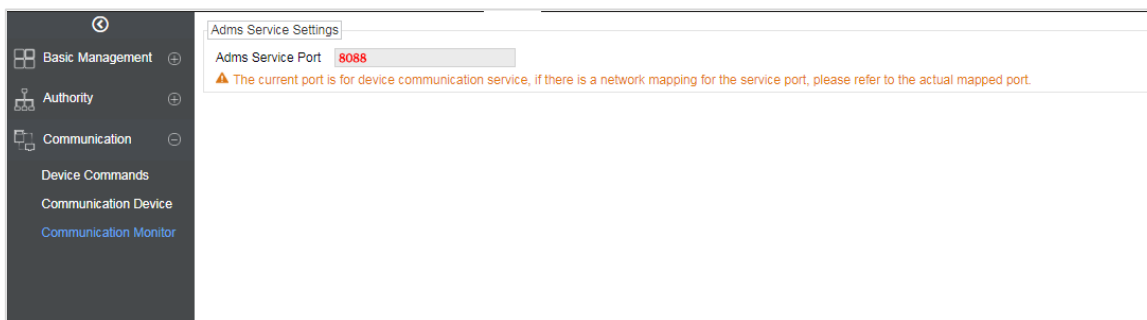 Adms Service Settings
Basic Management
Adms Service Port 8088
The current port is for device communication service, if there is a network mapping for the service port, please refer to the actual mapped port.
Authority
Communication
Device Commands
Communication Device
Communication Monitor